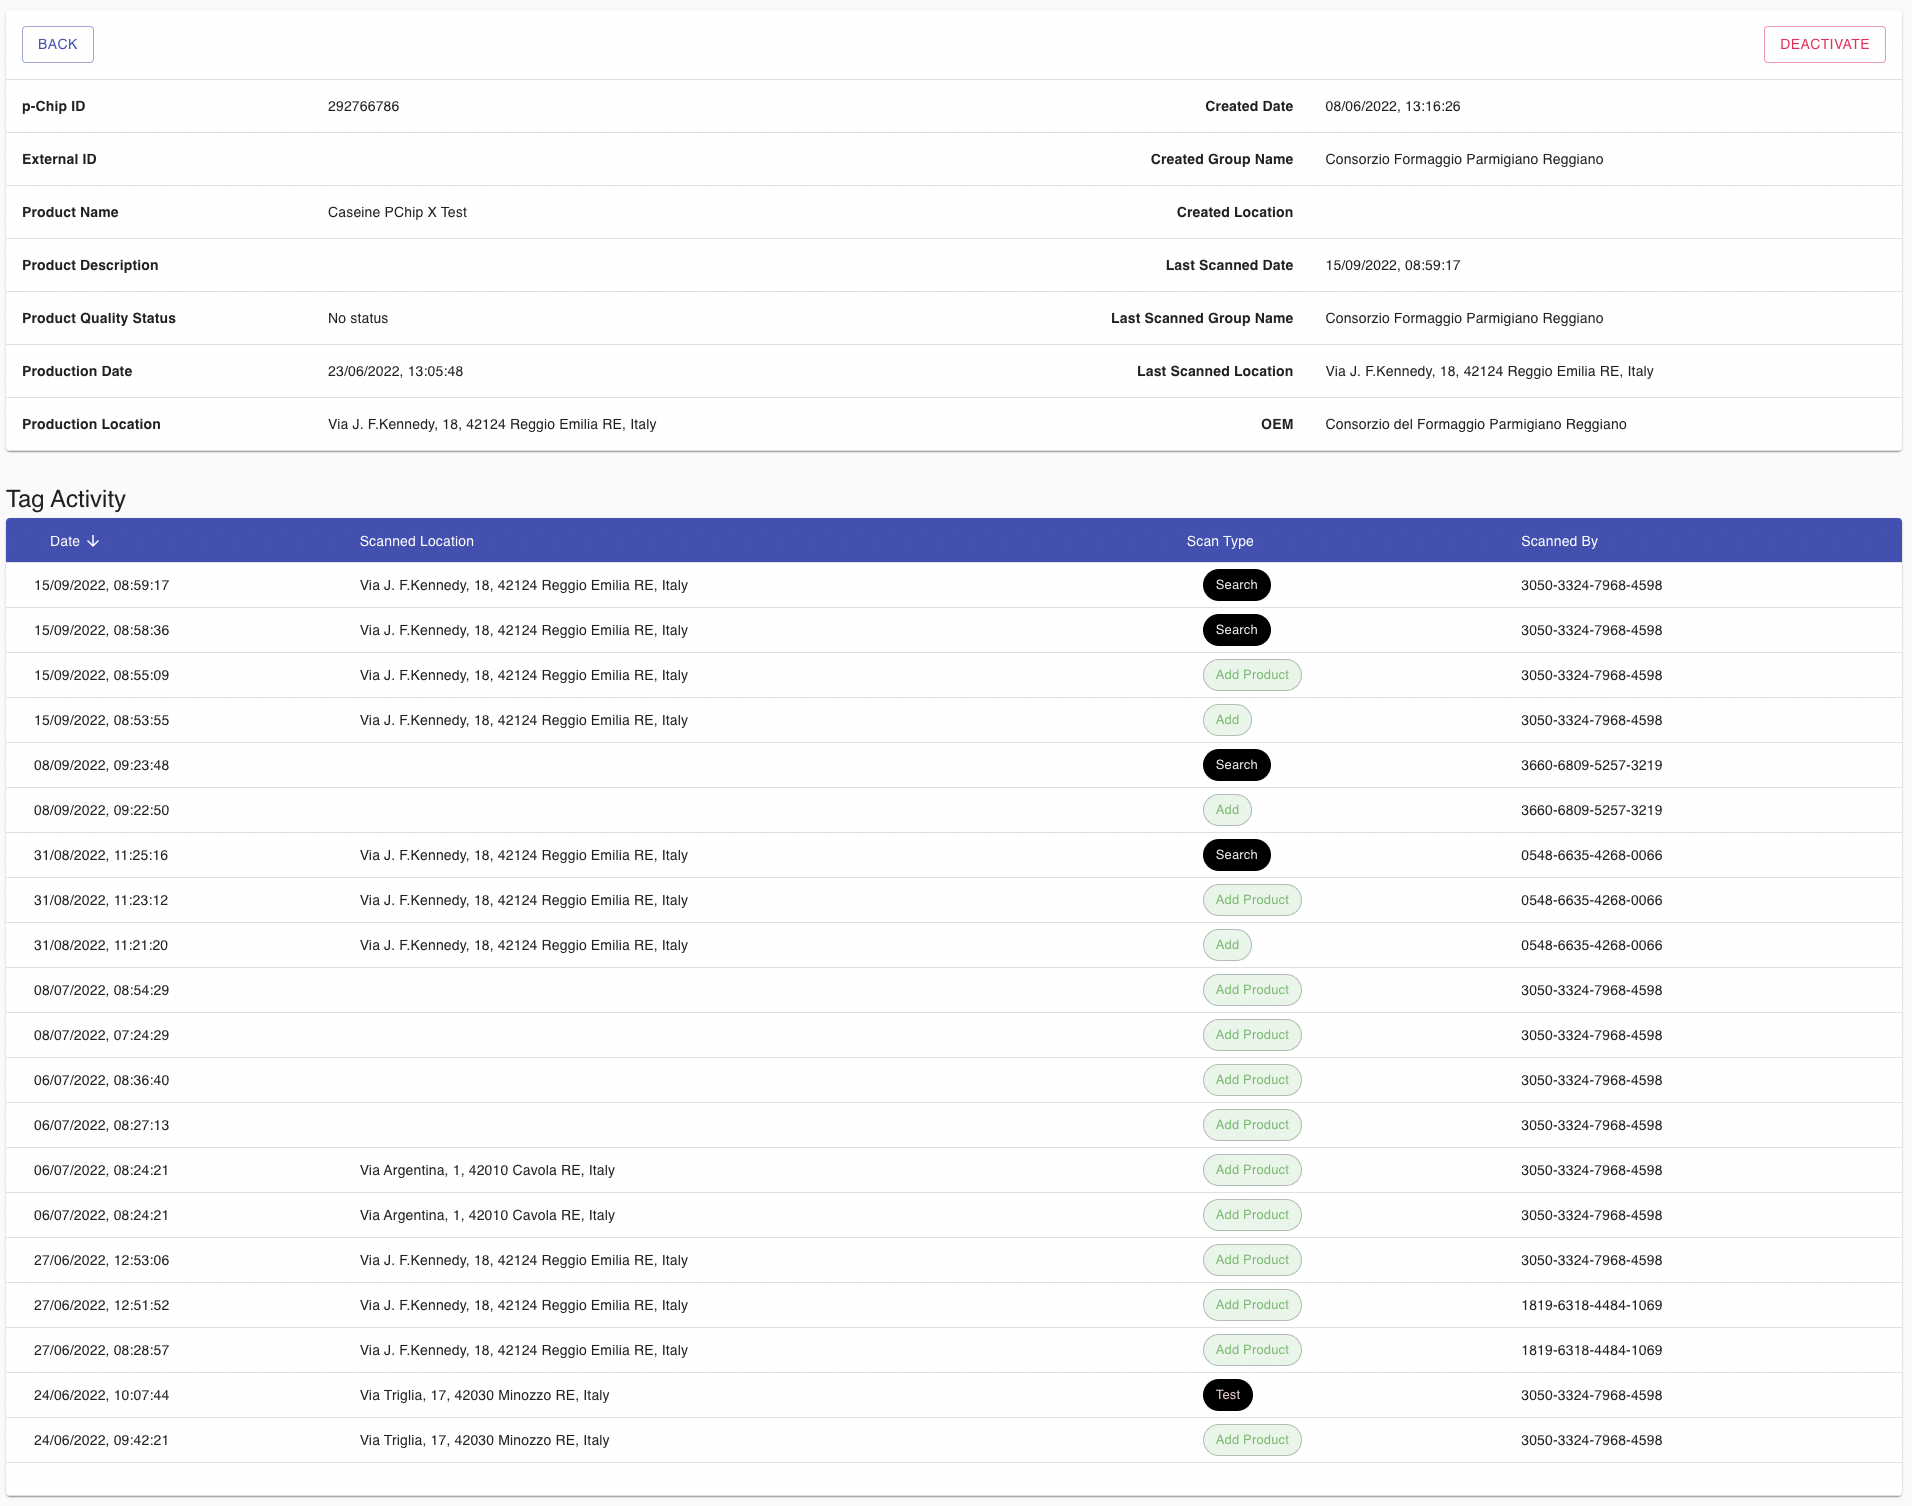 BACK DEACTIVATE
p-Chip ID 292766786 Created Date 08/06/2022, 13:16:26
External ID Created Group Name Consorzio Formaggio Parmigiano Reggiano
Product Name Caseine PChip X Test Created Location
Product Description Last Scanned Date 15/09/2022, 08:59:17
Product Quality Status No status Last Scanned Group Name Consorzio Formaggio Parmigiano Reggiano
Production Date 23/06/2022, 13:05:48 Last Scanned Location Via J. F.Kennedy, 18, 42124 Reggio Emilia RE, Italy
Production Location Via J. F.Kennedy, 18, 42124 Reggio Emilia RE, Italy OEM Consorzio del Formaggio Parmigiano Reggiano
Tag Activity
Date ↓ Scanned Location Scan Type Scanned By
15/09/2022, 08:59:17 Via J. F.Kennedy, 18, 42124 Reggio Emilia RE, Italy Search 3050-3324-7968-4598
15/09/2022, 08:58:36 Via J. F.Kennedy, 18, 42124 Reggio Emilia RE, Italy Search 3050-3324-7968-4598
15/09/2022, 08:55:09 Via J. F.Kennedy, 18, 42124 Reggio Emilia RE, Italy Add Product 3050-3324-7968-4598
15/09/2022, 08:53:55 Via J. F.Kennedy, 18, 42124 Reggio Emilia RE, Italy Add 3050-3324-7968-4598
08/09/2022, 09:23:48 Search 3660-6809-5257-3219
08/09/2022, 09:22:50 Add 3660-6809-5257-3219
31/08/2022, 11:25:16 Via J. F.Kennedy, 18, 42124 Reggio Emilia RE, Italy Search 0548-6635-4268-0066
31/08/2022, 11:23:12 Via J. F.Kennedy, 18, 42124 Reggio Emilia RE, Italy Add Product 0548-6635-4268-0066
31/08/2022, 11:21:20 Via J. F.Kennedy, 18, 42124 Reggio Emilia RE, Italy Add 0548-6635-4268-0066
08/07/2022, 08:54:29 Add Product 3050-3324-7968-4598
08/07/2022, 07:24:29 Add Product 3050-3324-7968-4598
06/07/2022, 08:36:40 Add Product 3050-3324-7968-4598
06/07/2022, 08:27:13 Add Product 3050-3324-7968-4598
06/07/2022, 08:24:21 Via Argentina, 1, 42010 Cavola RE, Italy Add Product 3050-3324-7968-4598
06/07/2022, 08:24:21 Via Argentina, 1, 42010 Cavola RE, Italy Add Product 3050-3324-7968-4598
27/06/2022, 12:53:06 Via J. F.Kennedy, 18, 42124 Reggio Emilia RE, Italy Add Product 3050-3324-7968-4598
27/06/2022, 12:51:52 Via J. F.Kennedy, 18, 42124 Reggio Emilia RE, Italy Add Product 1819-6318-4484-1069
27/06/2022, 08:28:57 Via J. F.Kennedy, 18, 42124 Reggio Emilia RE, Italy Add Product 1819-6318-4484-1069
24/06/2022, 10:07:44 Via Triglia, 17, 42030 Minozzo RE, Italy Test 3050-3324-7968-4598
24/06/2022, 09:42:21 Via Triglia, 17, 42030 Minozzo RE, Italy Add Product 3050-3324-7968-4598